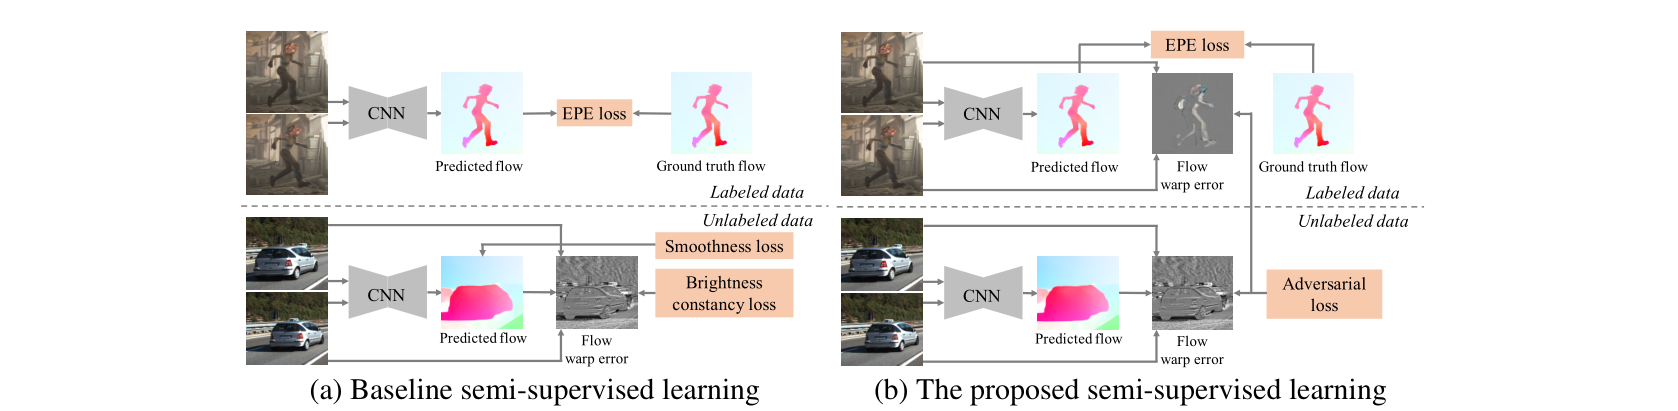 CNN
EPE loss
Predicted flow
Ground truth flow
Labeled data
Unlabeled data
Smoothness loss
CNN
Brightness
constancy loss
Predicted flow
Flow
warp error
(a) Baseline semi-supervised learning
EPE loss
CNN
Predicted flow
Flow
warp error
Ground truth flow
Labeled data
Unlabeled data
CNN
Adversarial
loss
Predicted flow
Flow
warp error
(b) The proposed semi-supervised learning